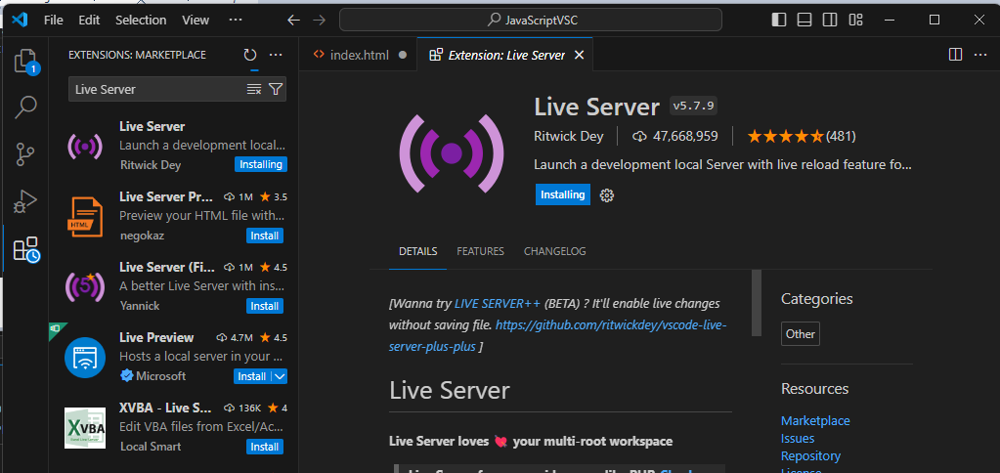 File Edit Selection View ···
JavaScriptVSC
1
EXTENSIONS: MARKETPLACE
Live Server
Live Server
Launch a development local...
Ritwick Dey Installing
Live Server Pr... 1M 3.5
Preview your HTML file with...
negokaz Install
HTML
Live Server (Fi... 1M 4.5
A better Live Server with ins...
Yannick Install
5
Live Preview 4.7M 4.5
Hosts a local server in your ...
Microsoft Install
XVBA - Live S... 136K 4
Edit VBA files from Excel/Ac...
Local Smart Install
XVBA
index.html
Extension: Live Server
Live Server v5.7.9
Ritwick Dey 47,668,959 (481)
Launch a development local Server with live reload feature fo...
Installing
DETAILS FEATURES CHANGELOG
[Wanna try LIVE SERVER++ (BETA) ? It'll enable live changes
without saving file. https://github.com/ritwickdey/vscode-live-
server-plus-plus ]
Live Server
Live Server loves 💘 your multi-root workspace
Categories
Other
Resources
Marketplace
Issues
Repository
License